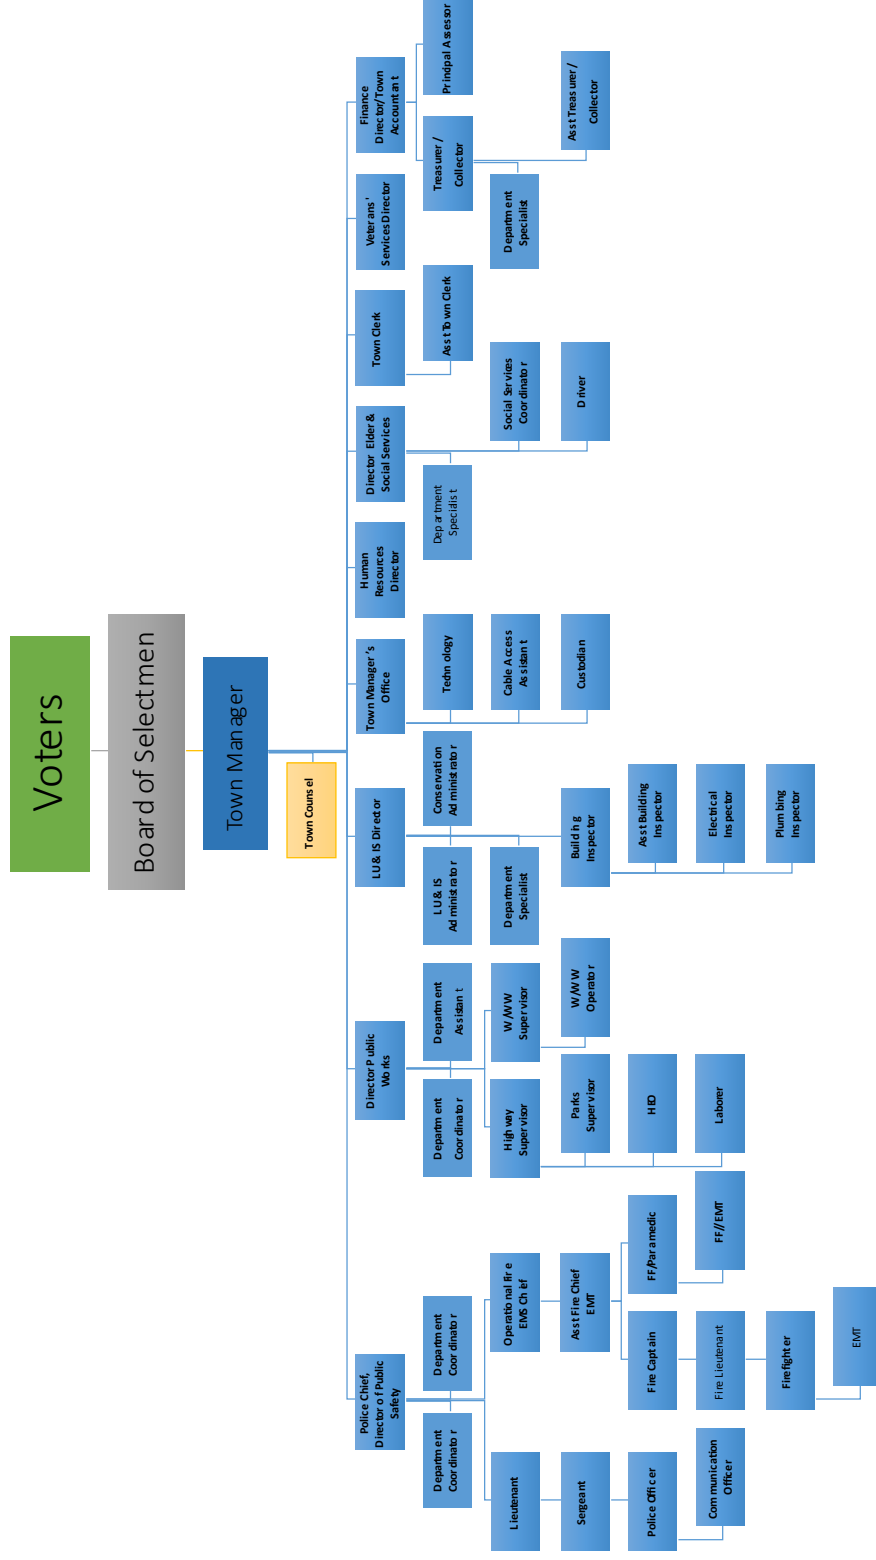 Voters
Board of Selectmen
Town Manager
Town Counsel
Police Chief,
Director of Public
Safety
Director Public
Works
LU & IS Director
Town Manager's
Office
Human
Resources
Director
Director Elder &
Social Services
Town Clerk
Veterans'
Services Director
Finance
Director/Town
Accountant
Department
Coordinator
Department
Coordinator
Lieutenant
Sergeant
Police Officer
Communication
Officer
Operational Fire
EMS Chief
Asst Fire Chief
EMT
Fire Captain
Fire Lieutenant
Firefighter
EMT
FF/Paramedic
FF//EMT
Department
Coordinator
Department
Assistant
Highway
Supervisor
Parks
Supervisor
HEO
Laborer
W/WW
Supervisor
W/WW
Operator
LU & IS
Administrator
Conservation
Administrator
Department
Specialist
Building
Inspector
Asst Building
Inspector
Electrical
Inspector
Plumbing
Inspector
Technology
Cable Access
Assistant
Custodian
Department
Specialist
Social Services
Coordinator
Driver
Asst Town Clerk
Treasurer /
Collector
Principal Assessor
Department
Specialist
Asst Treasurer /
Collector